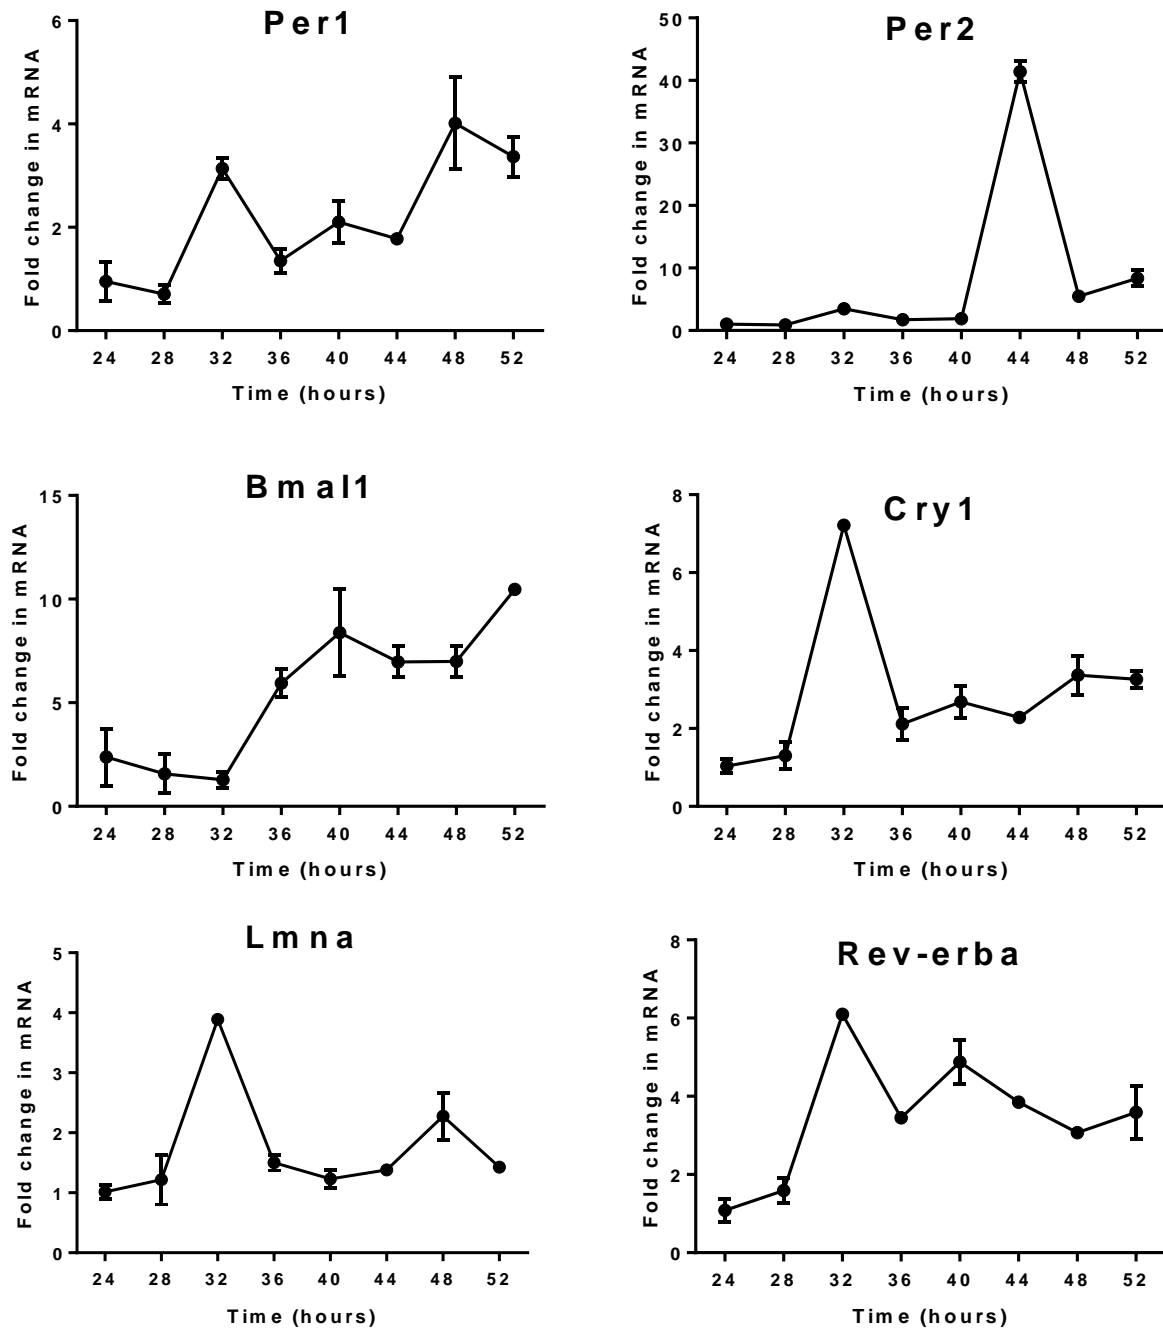 Per1
Fold change in mRNA
6
4
2
0
24 28 32 36 40 44 48 52
Time (hours)
Per2
Fold change in mRNA
50
40
30
20
10
0
24 28 32 36 40 44 48 52
Time (hours)
Bmal1
Fold change in mRNA
15
10
5
0
24 28 32 36 40 44 48 52
Time (hours)
Cry1
Fold change in mRNA
8
6
4
2
0
24 28 32 36 40 44 48 52
Time (hours)
Lmna
Fold change in mRNA
5
4
3
2
1
0
24 28 32 36 40 44 48 52
Time (hours)
Rev-erba
Fold change in mRNA
8
6
4
2
0
24 28 32 36 40 44 48 52
Time (hours)